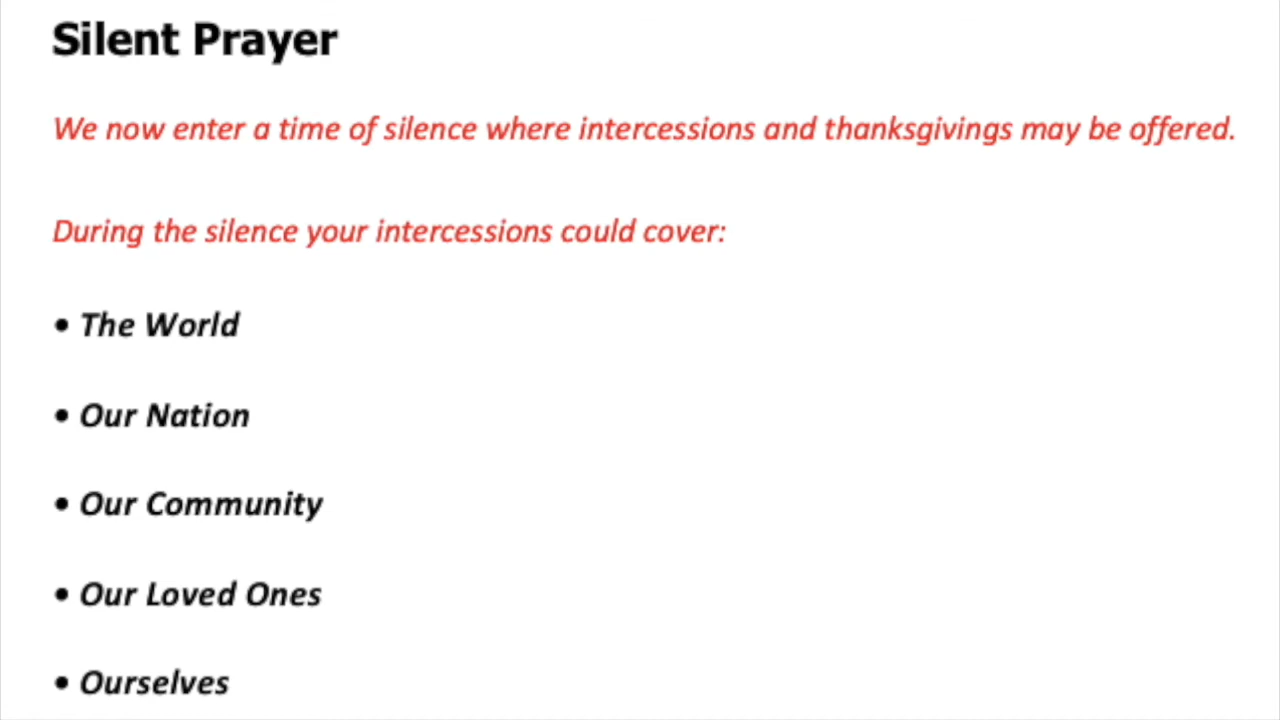 Silent Prayer
We now enter a time of silence where intercessions and thanksgivings may be offered.
During the silence your intercessions could cover:
• The World
• Our Nation
• Our Community
• Our Loved Ones
• Ourselves